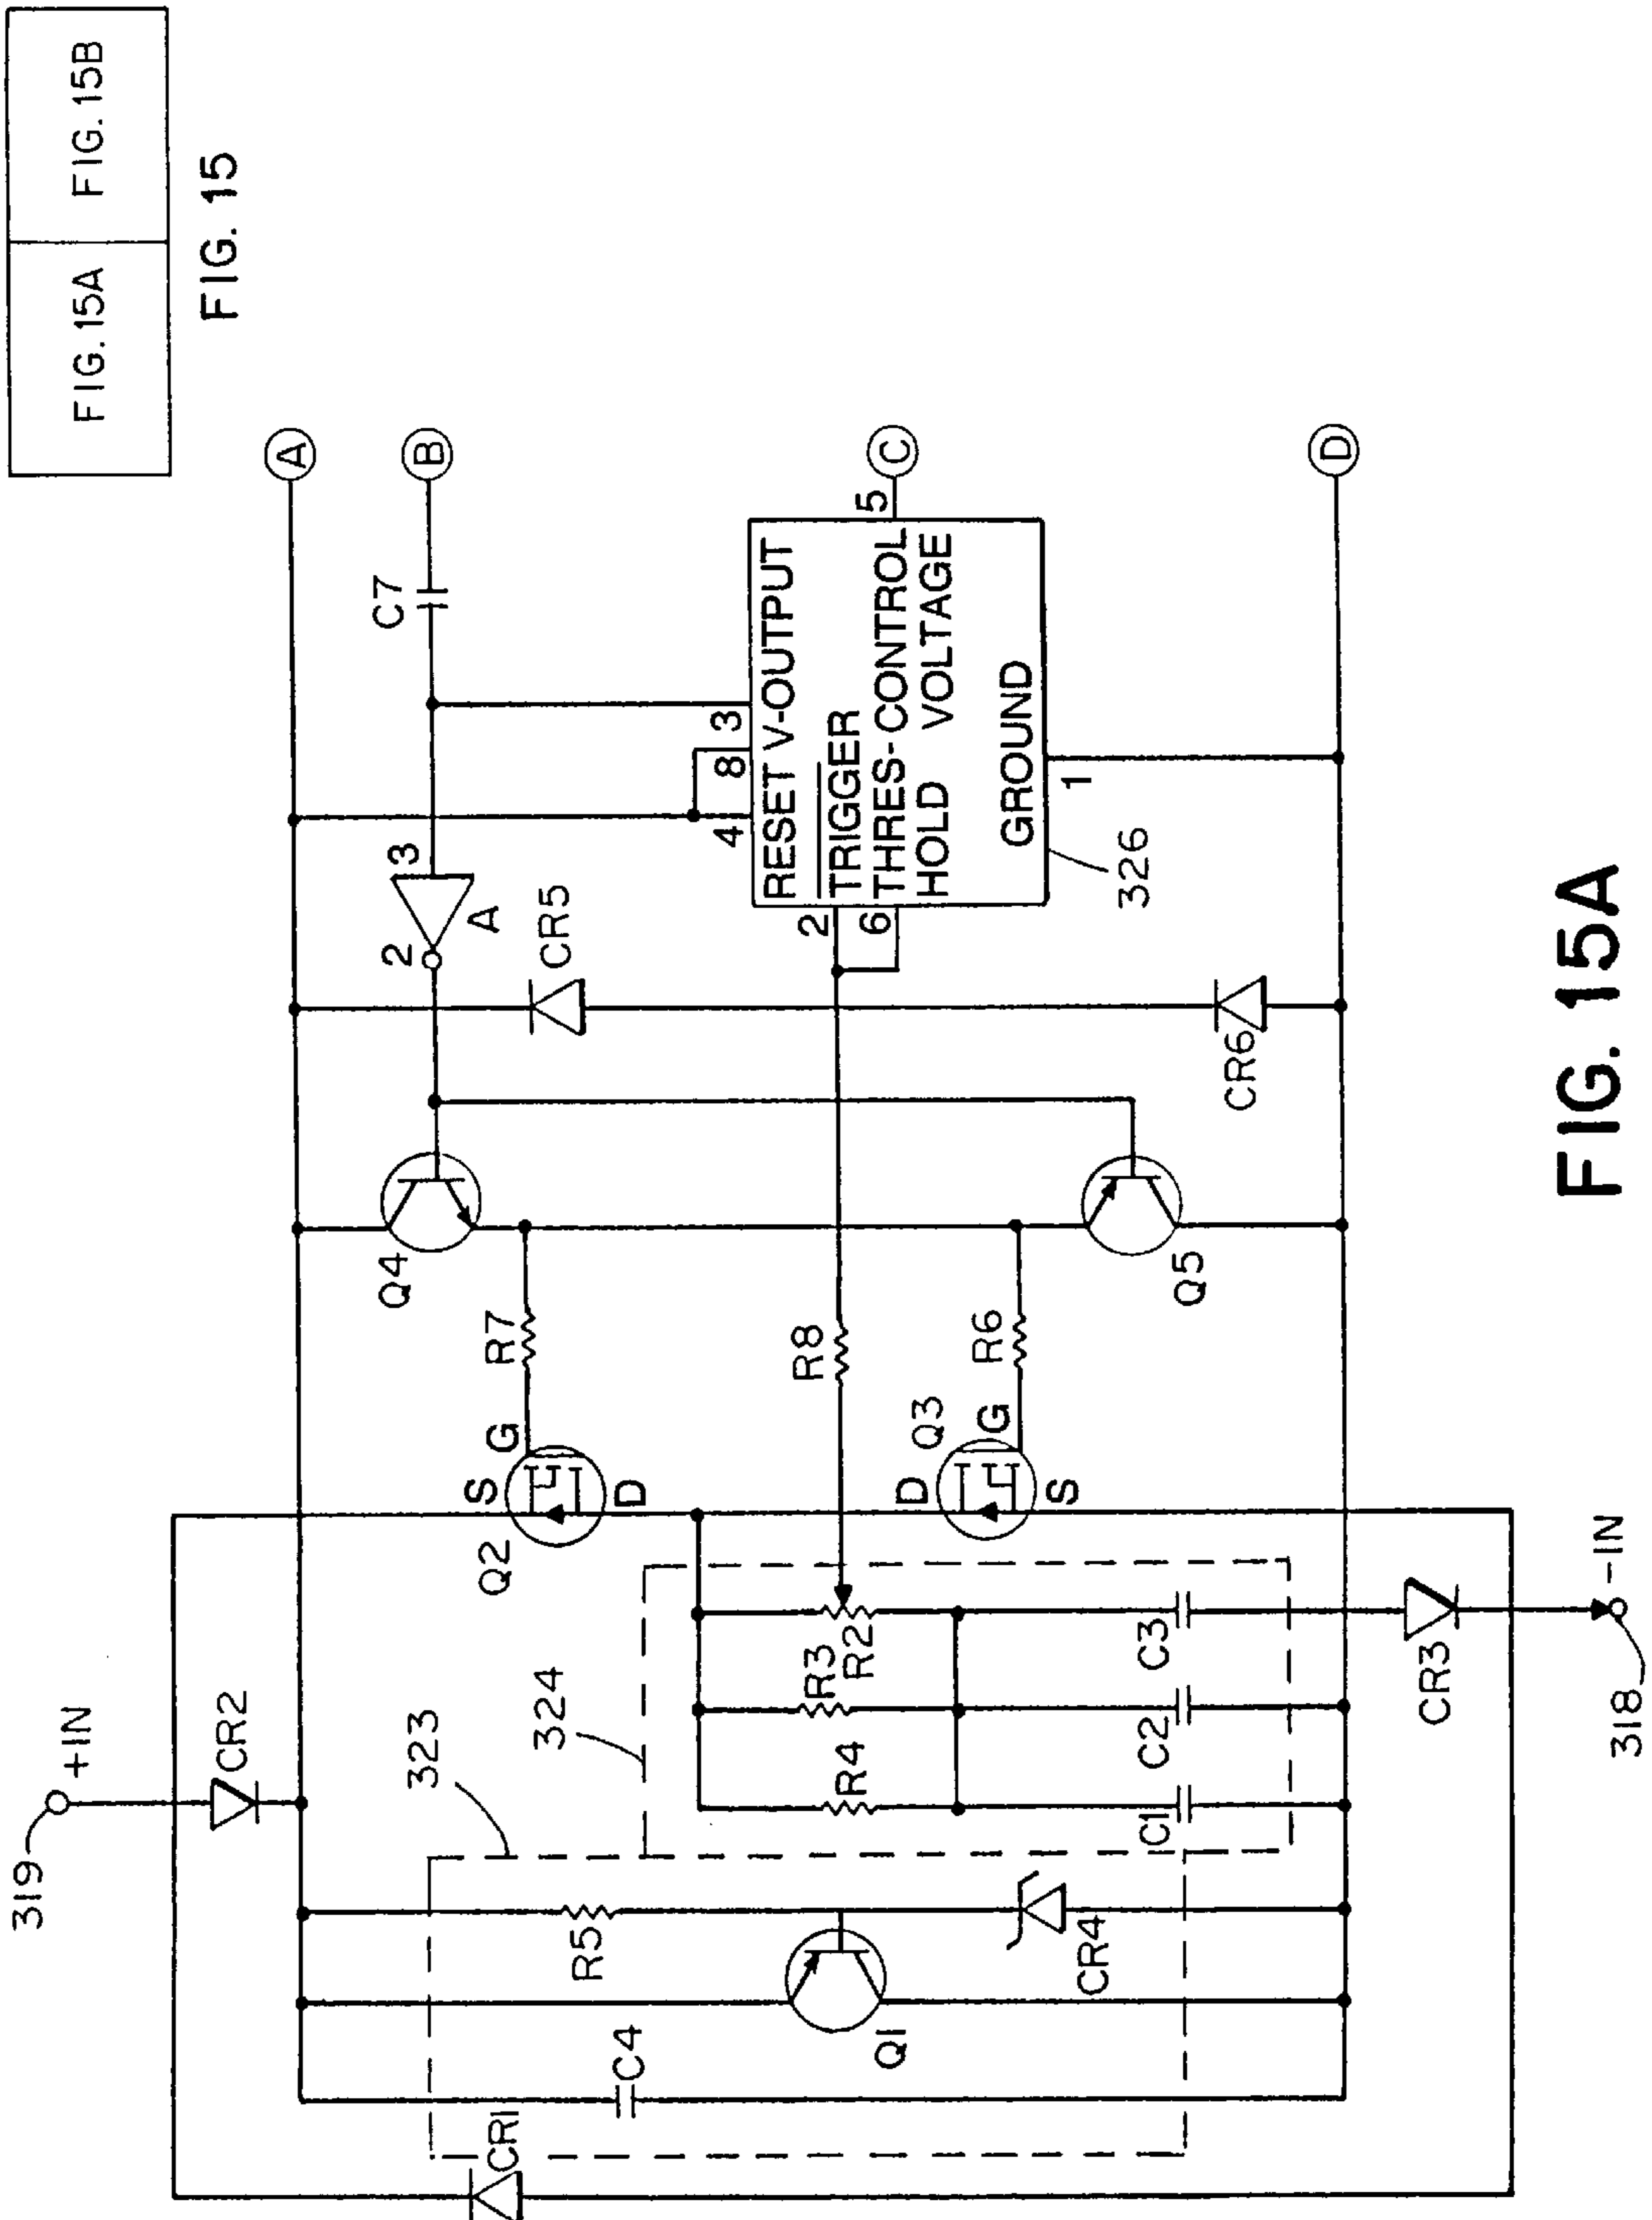 FIG. 15A
FIG. 15B
FIG. 15
319
+IN
CR2
A
C7
B
3
A
2
Q4
CR5
4
8
3
RESET V-OUTPUT
TRIGGER
THRES-CONTROL
HOLD VOLTAGE
GROUND
2
6
5
C
1
326
R7
G
S
D
Q2
323
324
R5
Q1
CR4
C4
CR1
R4
R3
R2
R8
C1
C2
C3
Q3
D
G
S
R6
Q5
CR6
D
CR3
-IN
318
FIG. 15A